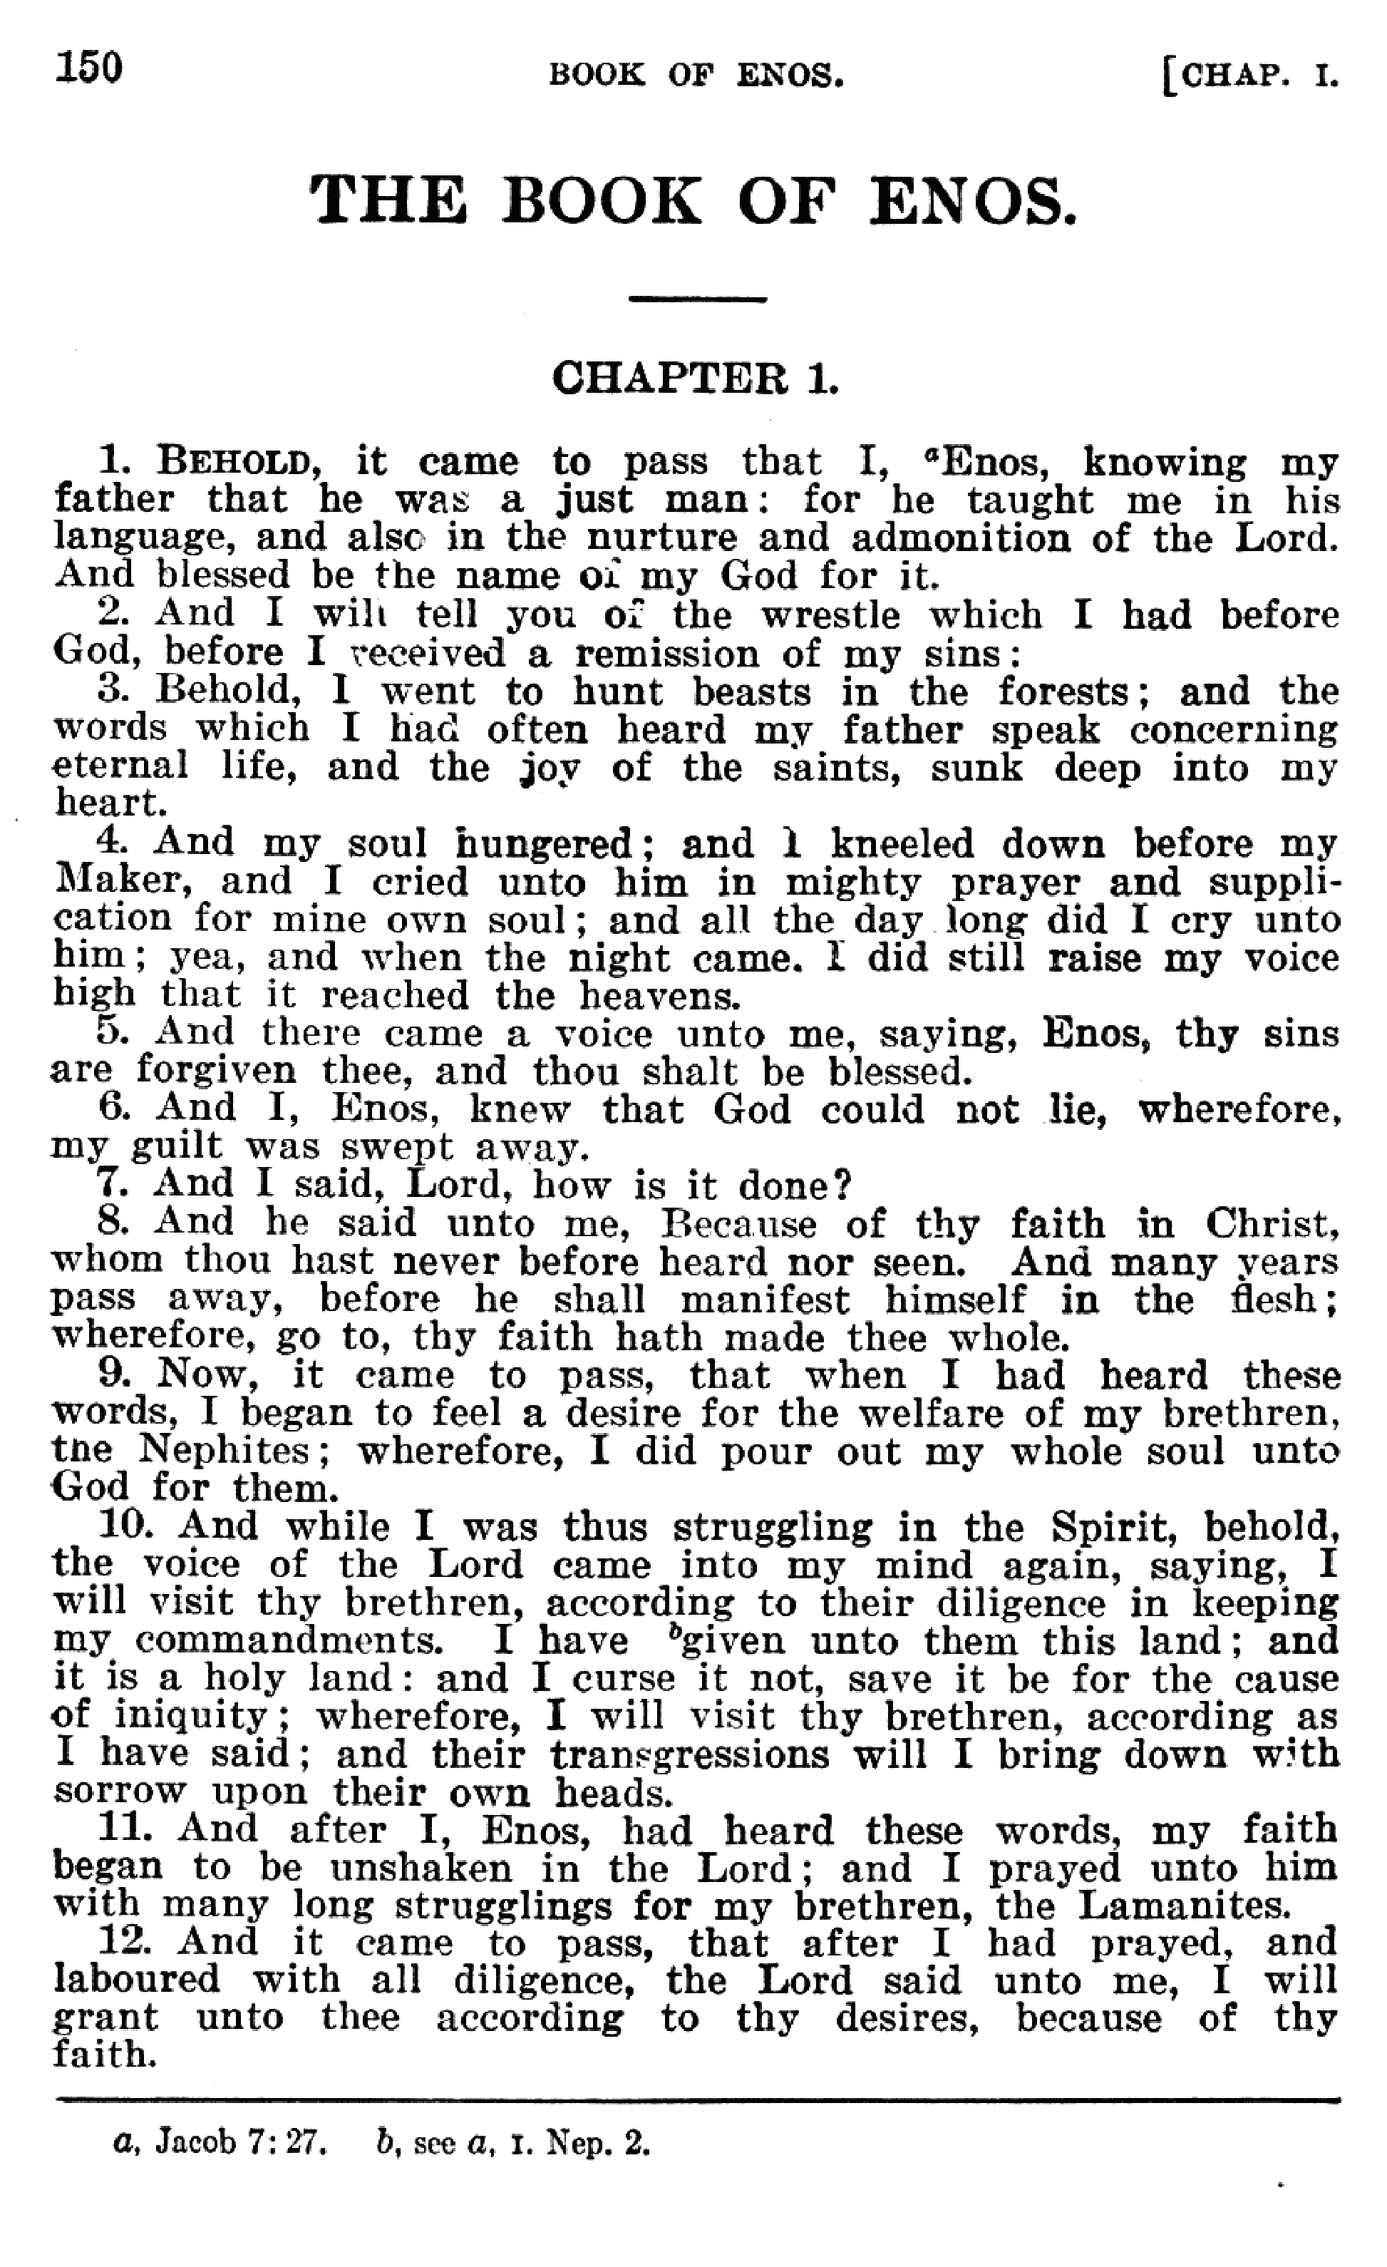 150 BOOK OF ENOS. [CHAP. I.
THE BOOK OF ENOS.
CHAPTER 1.
1. BEHOLD, it came to pass that I, ᵃEnos, knowing my
father that he was a just man: for he taught me in his
language, and also in the nurture and admonition of the Lord.
And blessed be the name of my God for it.
2. And I will tell you of the wrestle which I had before
God, before I received a remission of my sins:
3. Behold, I went to hunt beasts in the forests; and the
words which I had often heard my father speak concerning
eternal life, and the joy of the saints, sunk deep into my
heart.
4. And my soul hungered; and I kneeled down before my
Maker, and I cried unto him in mighty prayer and suppli-
cation for mine own soul; and all the day long did I cry unto
him; yea, and when the night came. I did still raise my voice
high that it reached the heavens.
5. And there came a voice unto me, saying, Enos, thy sins
are forgiven thee, and thou shalt be blessed.
6. And I, Enos, knew that God could not lie, wherefore,
my guilt was swept away.
7. And I said, Lord, how is it done?
8. And he said unto me, Because of thy faith in Christ,
whom thou hast never before heard nor seen. And many years
pass away, before he shall manifest himself in the flesh;
wherefore, go to, thy faith hath made thee whole.
9. Now, it came to pass, that when I had heard these
words, I began to feel a desire for the welfare of my brethren,
the Nephites; wherefore, I did pour out my whole soul unto
God for them.
10. And while I was thus struggling in the Spirit, behold,
the voice of the Lord came into my mind again, saying, I
will visit thy brethren, according to their diligence in keeping
my commandments. I have ᵇgiven unto them this land; and
it is a holy land: and I curse it not, save it be for the cause
of iniquity; wherefore, I will visit thy brethren, according as
I have said; and their transgressions will I bring down with
sorrow upon their own heads.
11. And after I, Enos, had heard these words, my faith
began to be unshaken in the Lord; and I prayed unto him
with many long strugglings for my brethren, the Lamanites.
12. And it came to pass, that after I had prayed, and
laboured with all diligence, the Lord said unto me, I will
grant unto thee according to thy desires, because of thy
faith.
a, Jacob 7: 27. b, see a, I. Nep. 2.